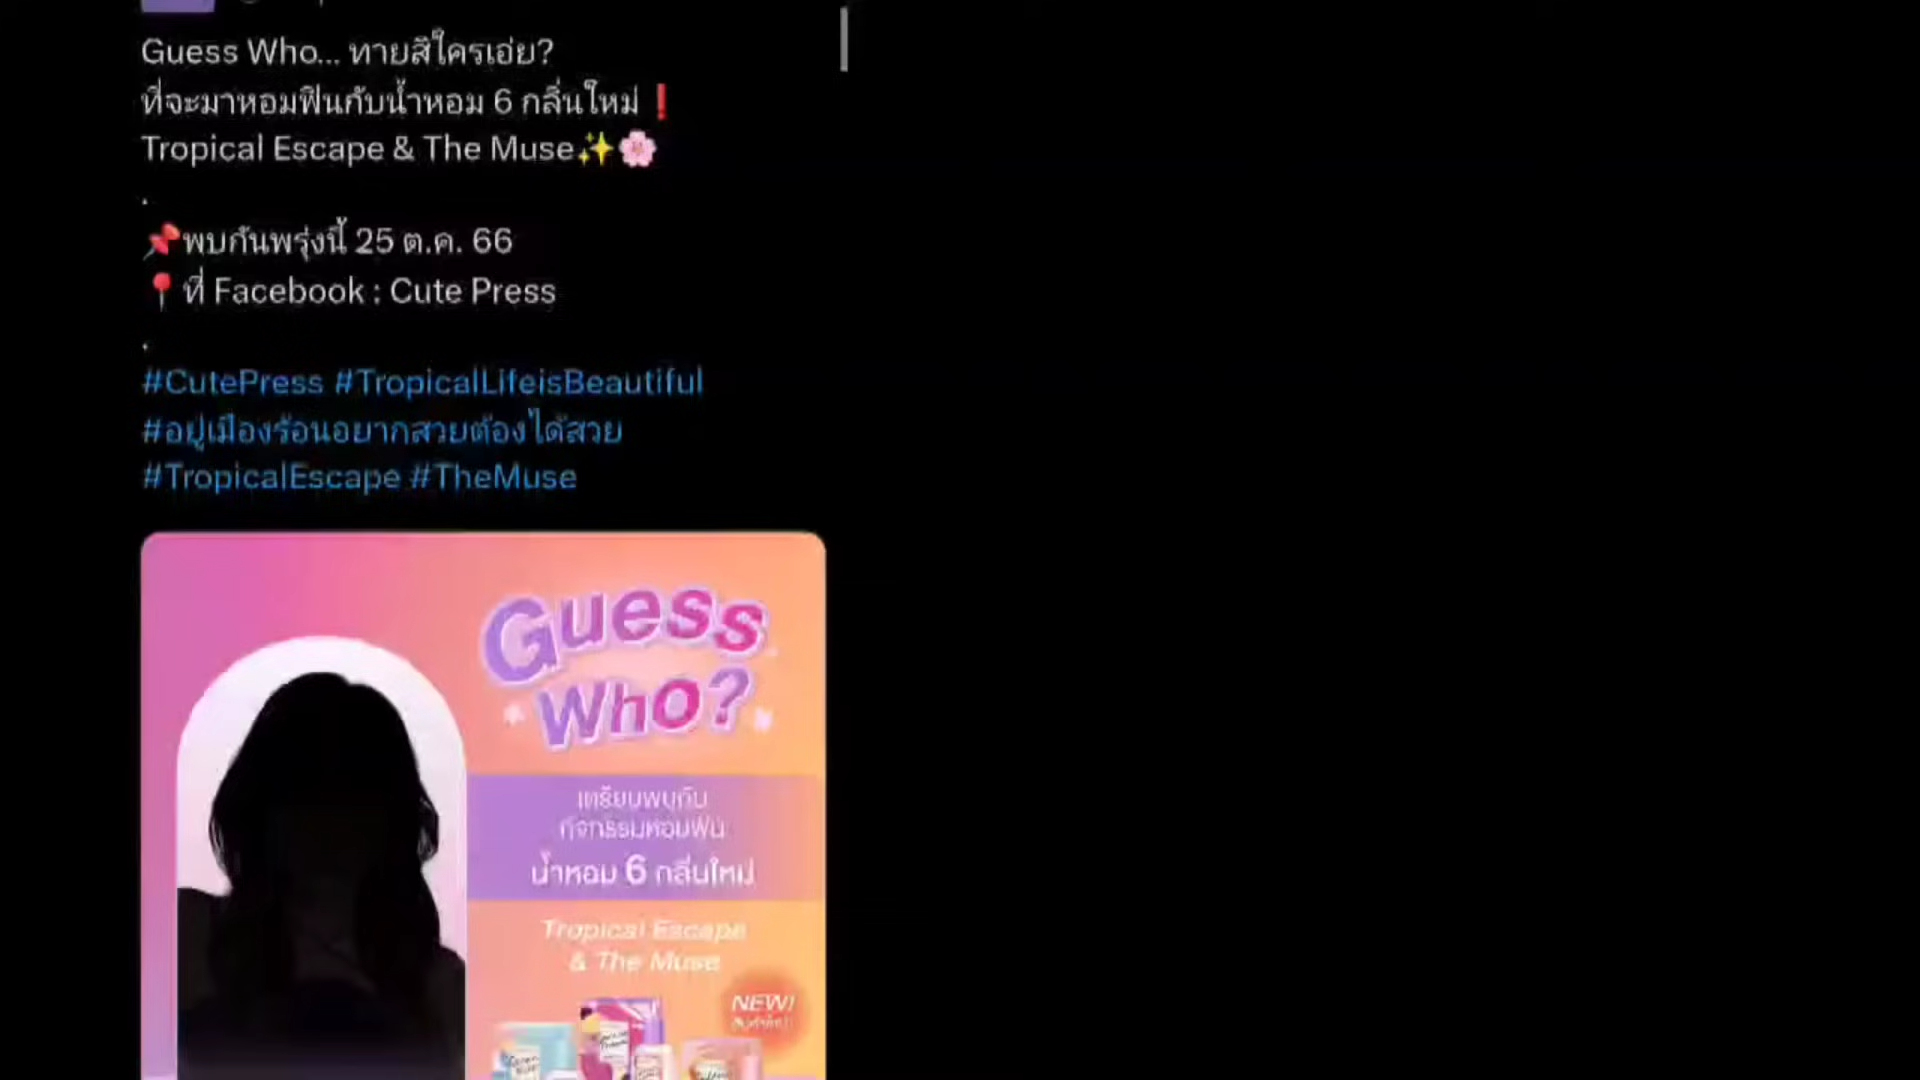 Guess Who... ทายสิใครเอ่ย?
ที่จะมาหอมฟินกับน้ำหอม 6 กลิ่นใหม่❗
Tropical Escape & The Muse✨🌸
.
📌พบกันพรุ่งนี้ 25 ต.ค. 66
📍ที่ Facebook : Cute Press
.
#CutePress #TropicalLifeisBeautiful
#อยู่เมืองร้อนอยากสวยต้องได้สวย
#TropicalEscape #TheMuse
Guess
Who?
เตรียมพบกับ
กิจกรรมหอมฟิน
น้ำหอม 6 กลิ่นใหม่
Tropical Escape
& The Muse
NEW!